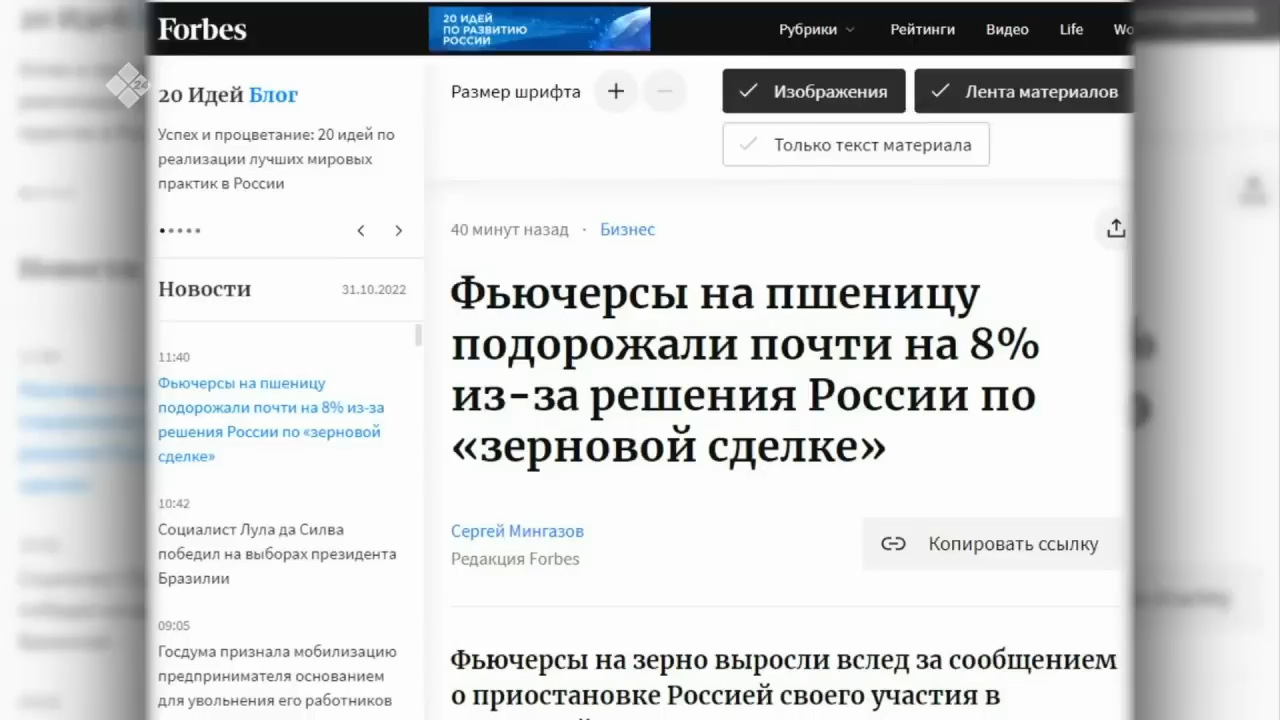 Forbes
20 ИДЕЙ
ПО РАЗВИТИЮ
РОССИИ
Рубрики
Рейтинги
Видео
Life
Wo
24
20 Идей Блог
Успех и процветание: 20 идей по
реализации лучших мировых
практик в России
Новости
31.10.2022
11:40
Фьючерсы на пшеницу
подорожали почти на 8% из-за
решения России по «зерновой
сделке»
10:42
Социалист Лула да Силва
победил на выборах президента
Бразилии
09:05
Госдума признала мобилизацию
предпринимателя основанием
для увольнения его работников
Размер шрифта
Изображения
Лента материалов
Только текст материала
40 минут назад · Бизнес
Фьючерсы на пшеницу
подорожали почти на 8%
из-за решения России по
«зерновой сделке»
Сергей Мингазов
Редакция Forbes
Копировать ссылку
Фьючерсы на зерно выросли вслед за сообщением
о приостановке Россией своего участия в